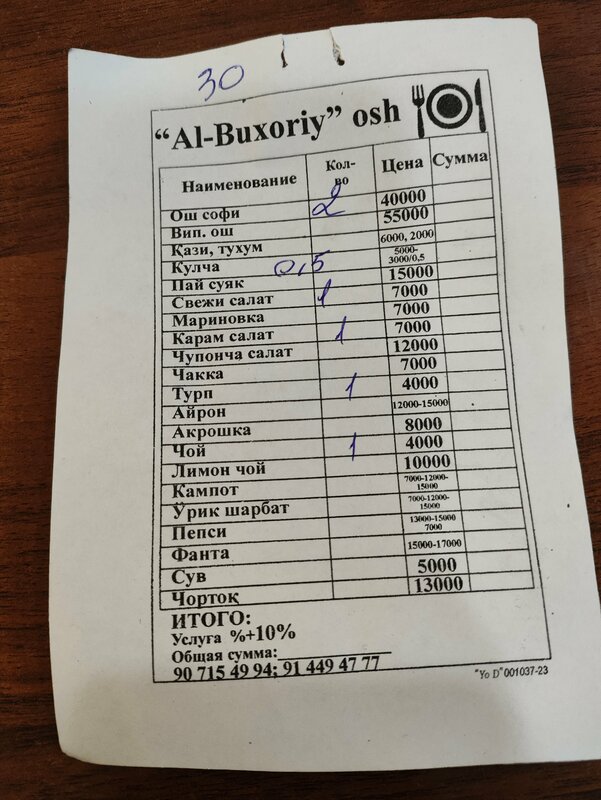 30
“Al-Buxoriy” osh
Наименование Кол-во Цена Сумма
Ош софи 2 40000
Вип. ош 55000
Қази, тухум 6000, 2000
Кулча 0,5 5000-3000/0,5
Пай суяк 15000
Свежи салат 1 7000
Мариновка 7000
Карам салат 1 7000
Чупонча салат 12000
Чакка 7000
Турп 1 4000
Айрон 12000-15000
Акрошка 8000
Чой 1 4000
Лимон чой 10000
Кампот 7000-12000-15000
Ўрик шарбат 7000-12000-15000
Пепси 13000-15000 7000
Фанта 15000-17000
Сув 5000
Чортоқ 13000
ИТОГО:
Услуга %+10%
Общая сумма:
90 715 49 94; 91 449 47 77
"Yo D" 001037-23